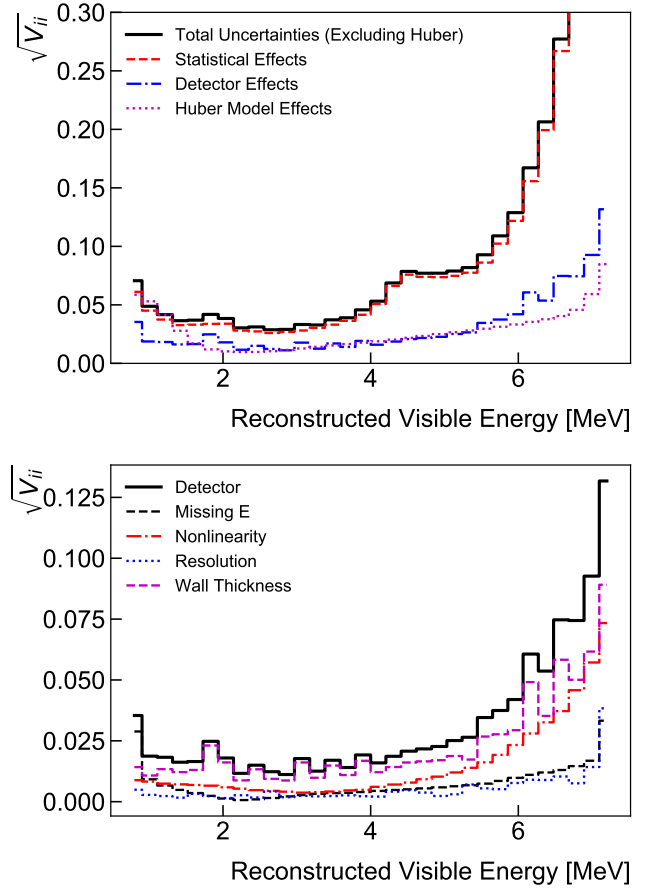 √Vii
0.30
0.25
0.20
0.15
0.10
0.05
0.00
Total Uncertainties (Excluding Huber)
Statistical Effects
Detector Effects
Huber Model Effects
2 4 6
Reconstructed Visible Energy [MeV]
√Vii
0.125
0.100
0.075
0.050
0.025
0.000
Detector
Missing E
Nonlinearity
Resolution
Wall Thickness
2 4 6
Reconstructed Visible Energy [MeV]